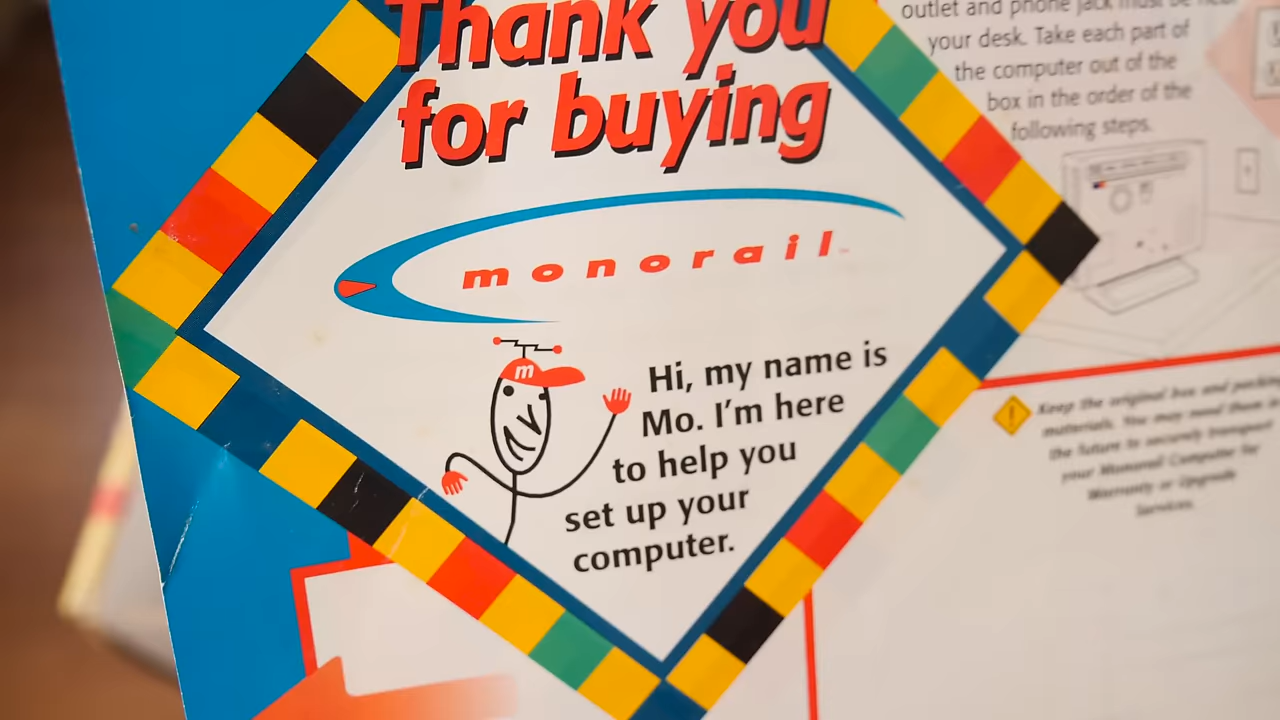 Thank you
for buying
monorail
m
Hi, my name is
Mo. I'm here
to help you
set up your
computer.
outlet and phone jack must be near
your desk. Take each part of
the computer out of the
box in the order of the
following steps.
Keep the original box and packing
materials. You may need them in
the future to securely transport
your Monorail Computer for
Warranty or Upgrade
Services.